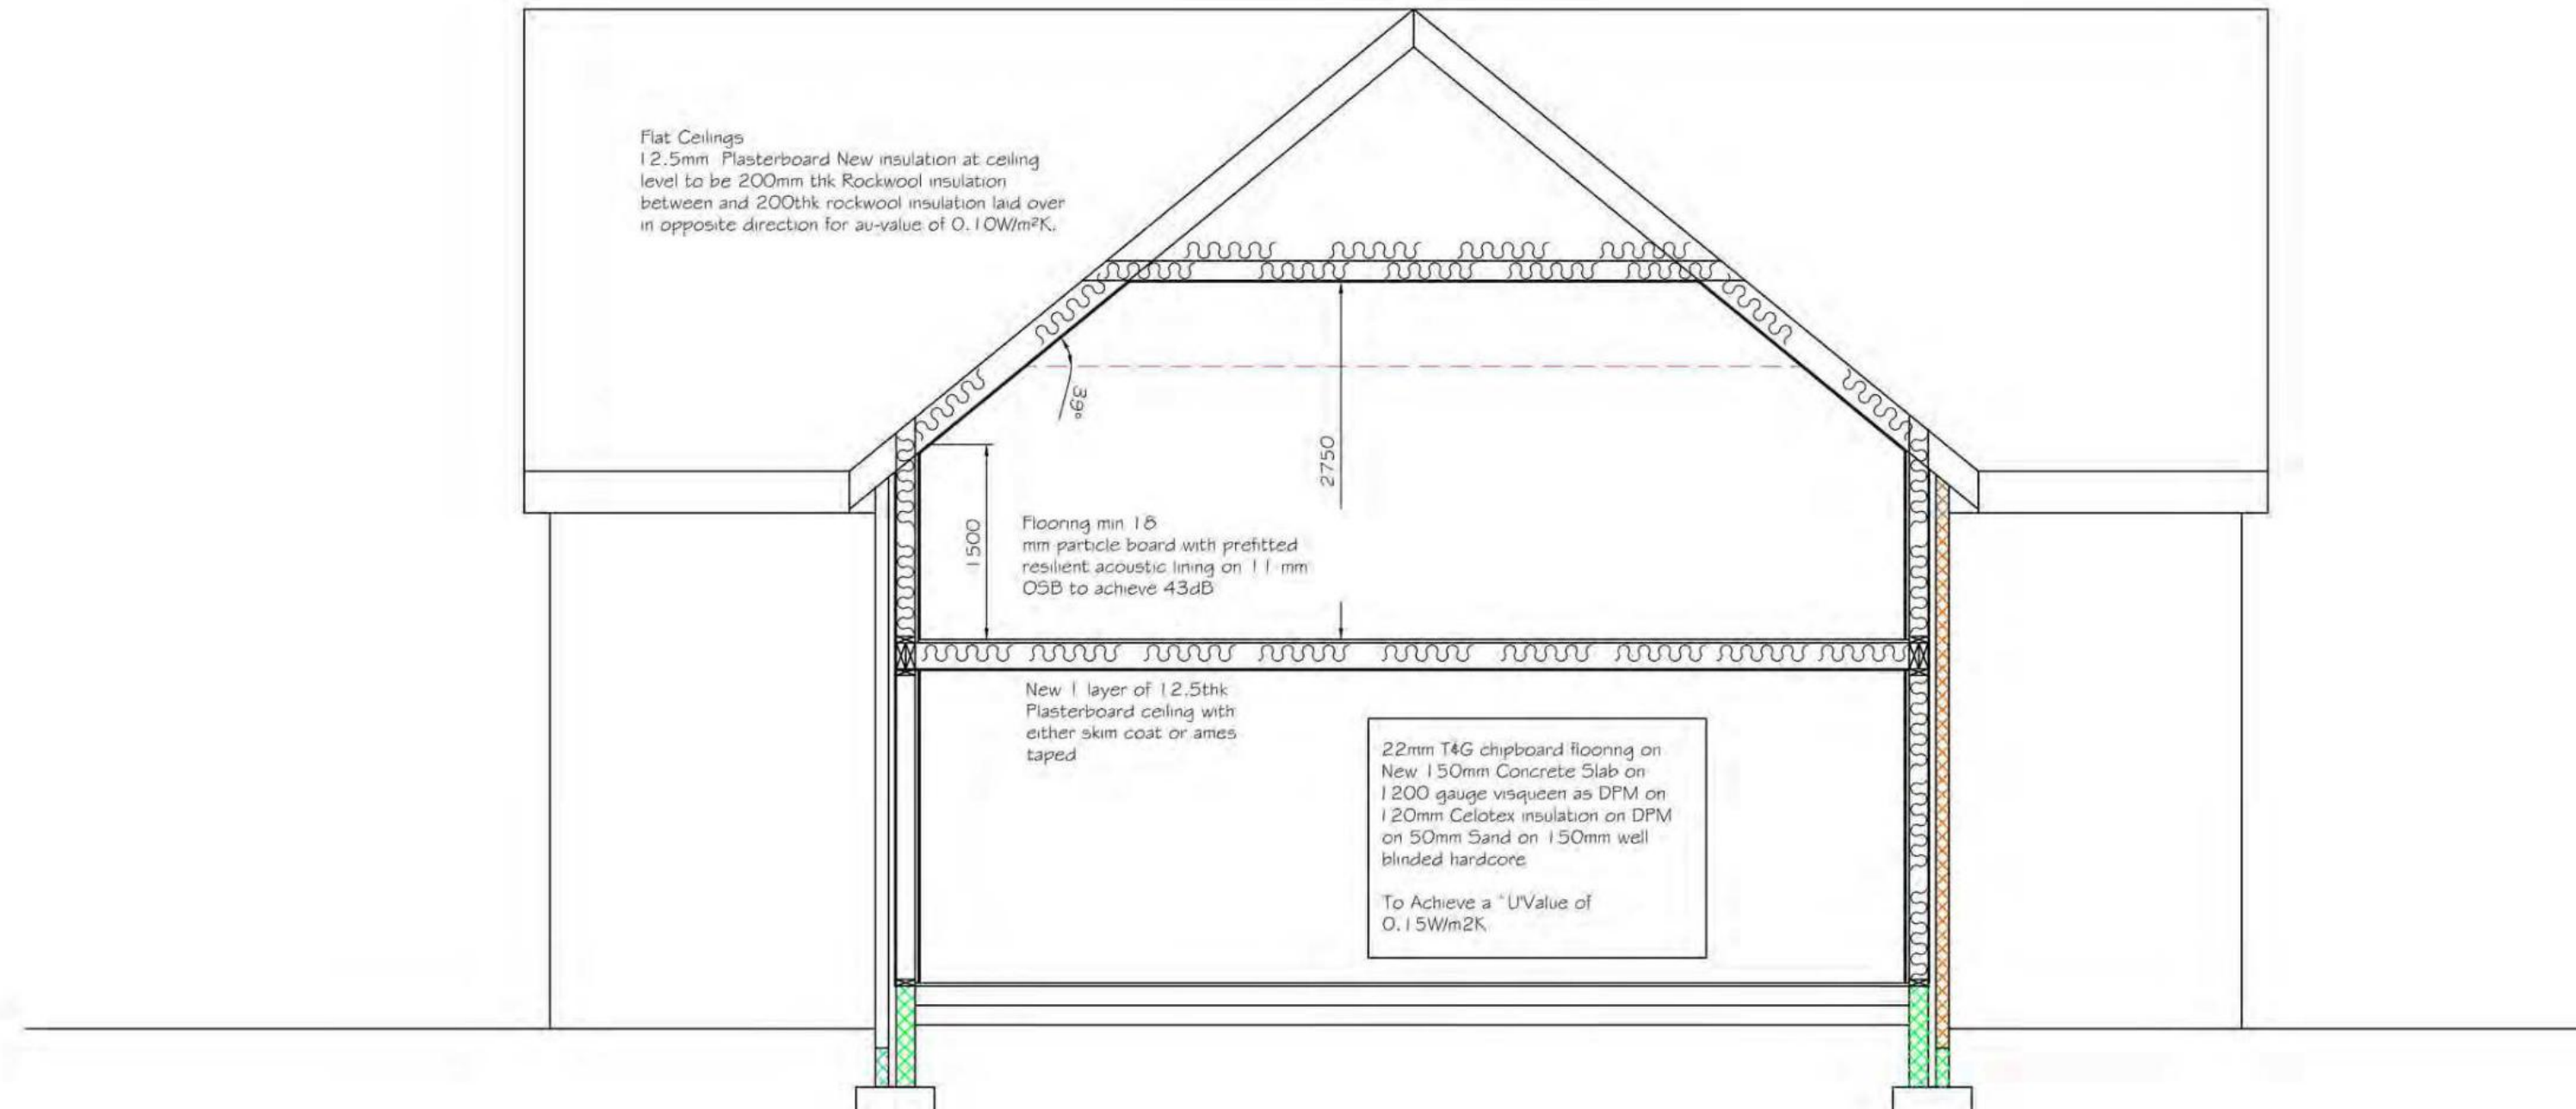 Flat Ceilings
12.5mm Plasterboard New insulation at ceiling
level to be 200mm thk Rockwool insulation
between and 200thk rockwool insulation laid over
in opposite direction for au-value of 0.10W/m²K.
39°
2750
1500
Flooring min 18
mm particle board with prefitted
resilient acoustic lining on 11 mm
OSB to achieve 43dB
New 1 layer of 12.5thk
Plasterboard ceiling with
either skim coat or ames
taped
22mm T&G chipboard flooring on
New 150mm Concrete Slab on
1200 gauge visqueen as DPM on
120mm Celotex insulation on DPM
on 50mm Sand on 150mm well
blinded hardcore
To Achieve a "U'Value of
0.15W/m2K